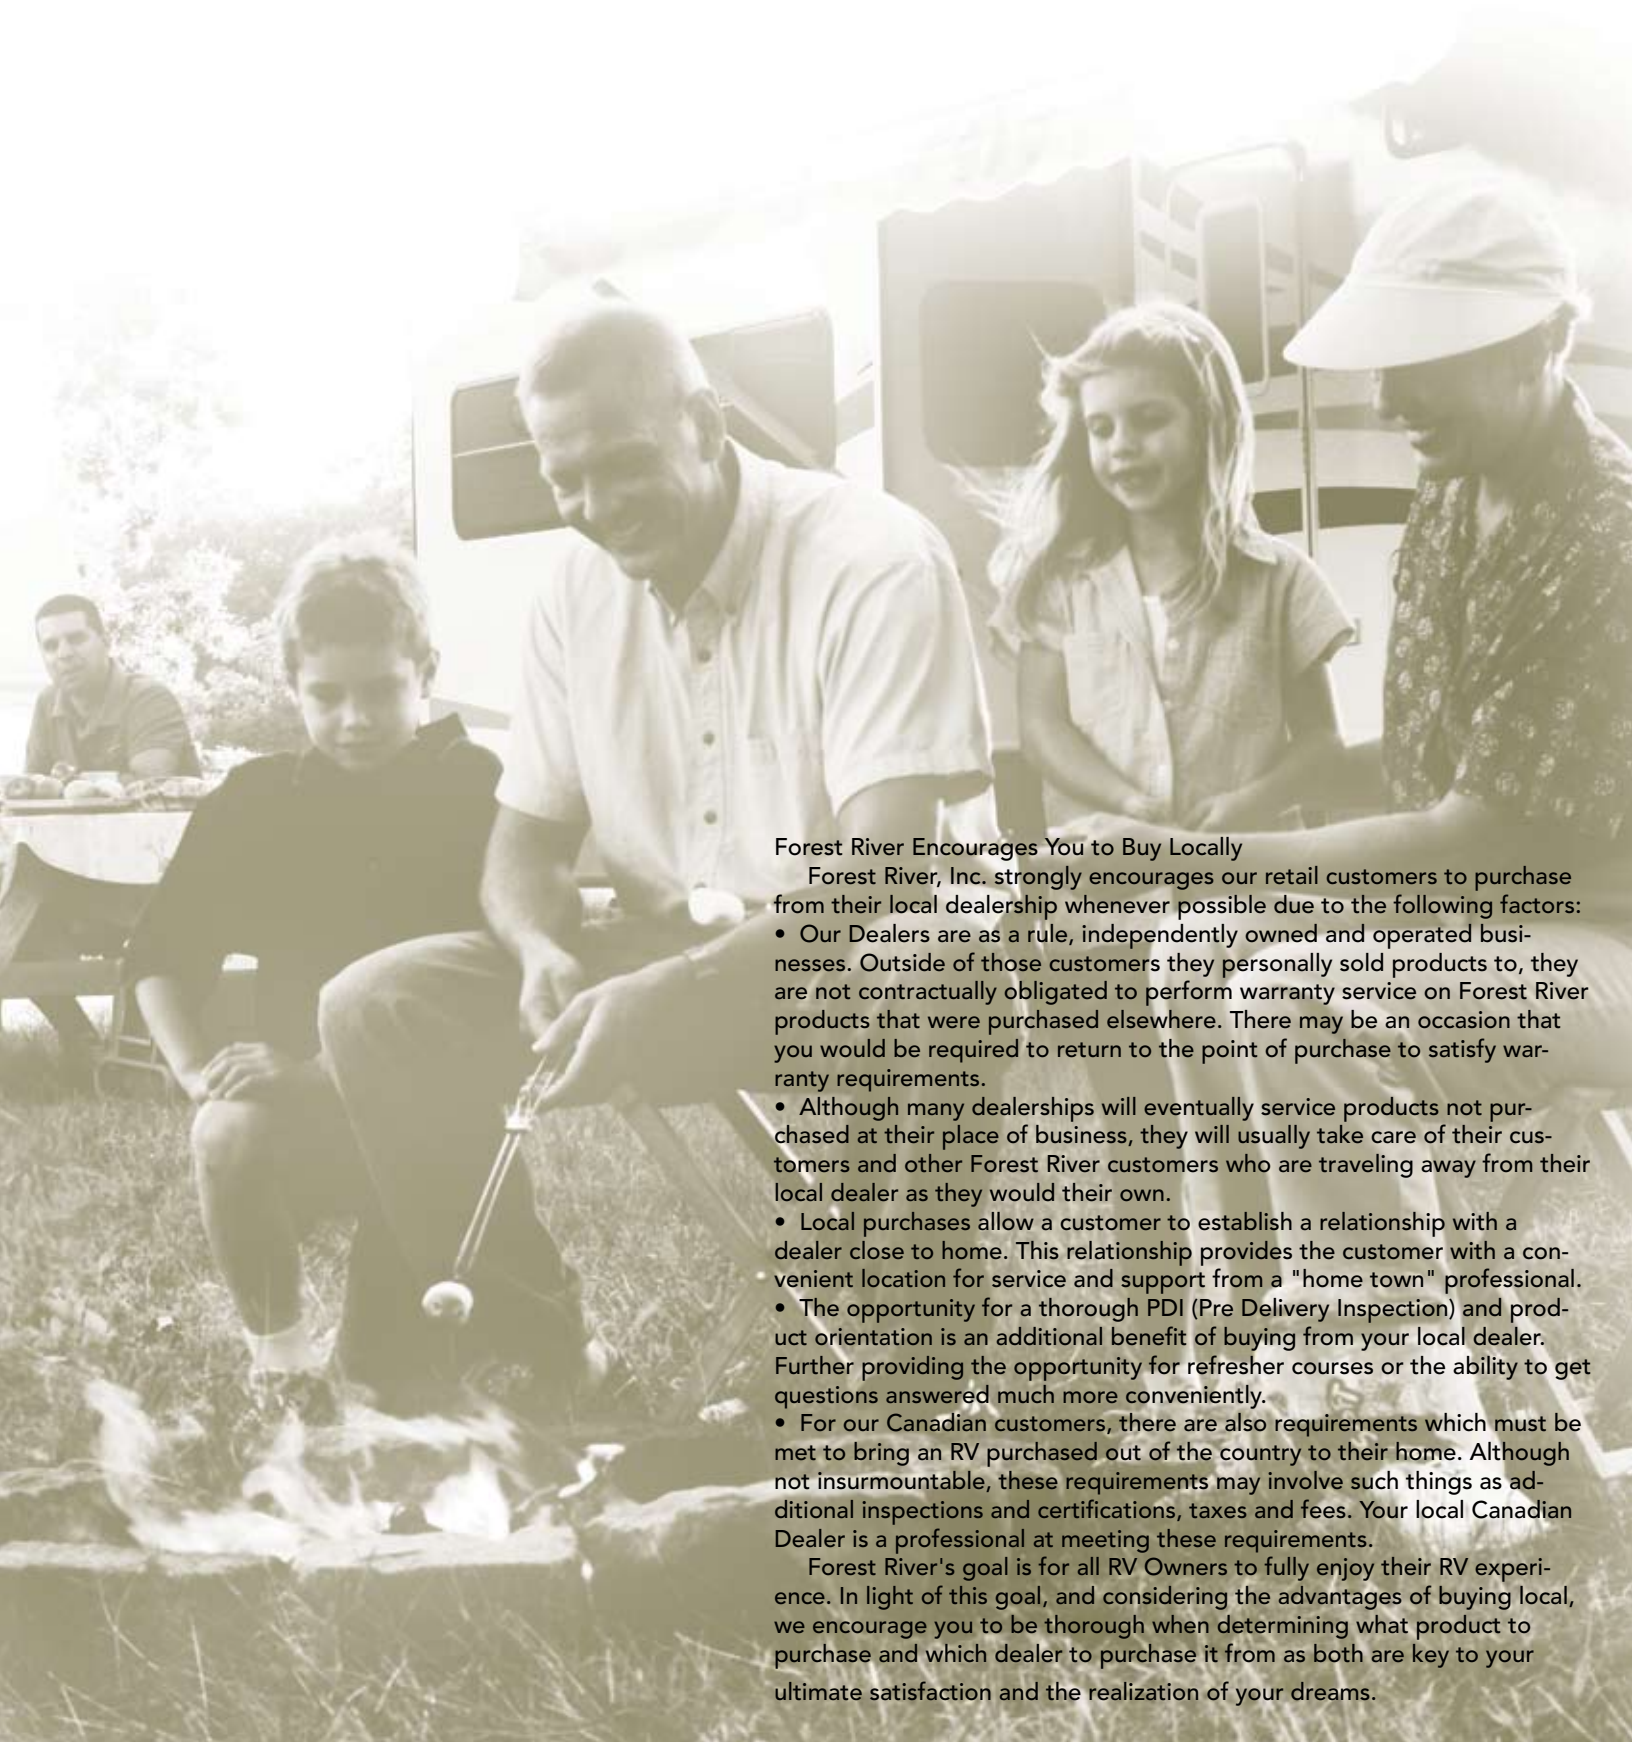 Forest River Encourages You to Buy Locally
Forest River, Inc. strongly encourages our retail customers to purchase
from their local dealership whenever possible due to the following factors:
• Our Dealers are as a rule, independently owned and operated busi-
nesses. Outside of those customers they personally sold products to, they
are not contractually obligated to perform warranty service on Forest River
products that were purchased elsewhere. There may be an occasion that
you would be required to return to the point of purchase to satisfy war-
ranty requirements.
• Although many dealerships will eventually service products not pur-
chased at their place of business, they will usually take care of their cus-
tomers and other Forest River customers who are traveling away from their
local dealer as they would their own.
• Local purchases allow a customer to establish a relationship with a
dealer close to home. This relationship provides the customer with a con-
venient location for service and support from a "home town" professional.
• The opportunity for a thorough PDI (Pre Delivery Inspection) and prod-
uct orientation is an additional benefit of buying from your local dealer.
Further providing the opportunity for refresher courses or the ability to get
questions answered much more conveniently.
• For our Canadian customers, there are also requirements which must be
met to bring an RV purchased out of the country to their home. Although
not insurmountable, these requirements may involve such things as ad-
ditional inspections and certifications, taxes and fees. Your local Canadian
Dealer is a professional at meeting these requirements.
Forest River's goal is for all RV Owners to fully enjoy their RV experi-
ence. In light of this goal, and considering the advantages of buying local,
we encourage you to be thorough when determining what product to
purchase and which dealer to purchase it from as both are key to your
ultimate satisfaction and the realization of your dreams.